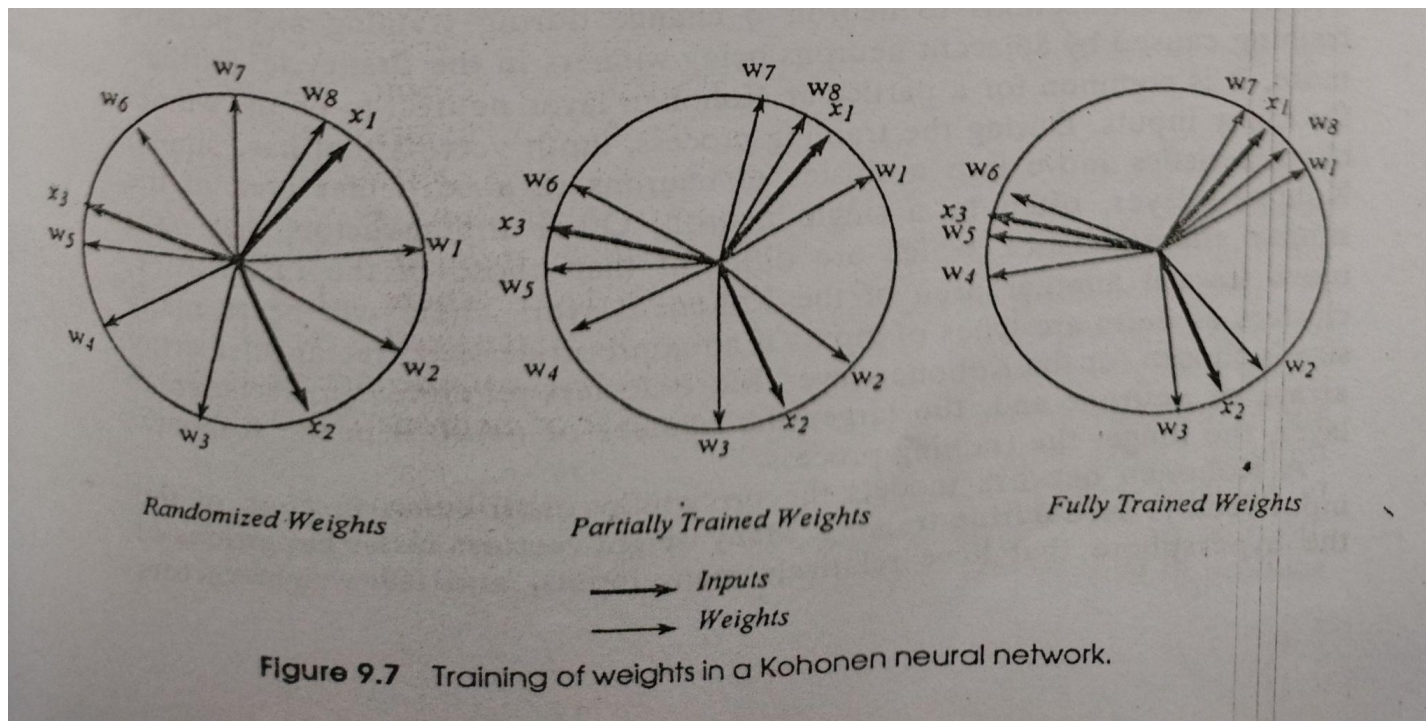 w7
w8
x1
w6
x3
w5
w1
w4
w2
w3
x2
Randomized Weights
w7
w8
x1
w6
w1
x3
w5
w4
w2
x2
w3
Partially Trained Weights
w7
x1
w8
w6
w1
x3
w5
w4
w2
x2
w3
Fully Trained Weights
Inputs
Weights
Figure 9.7 Training of weights in a Kohonen neural network.